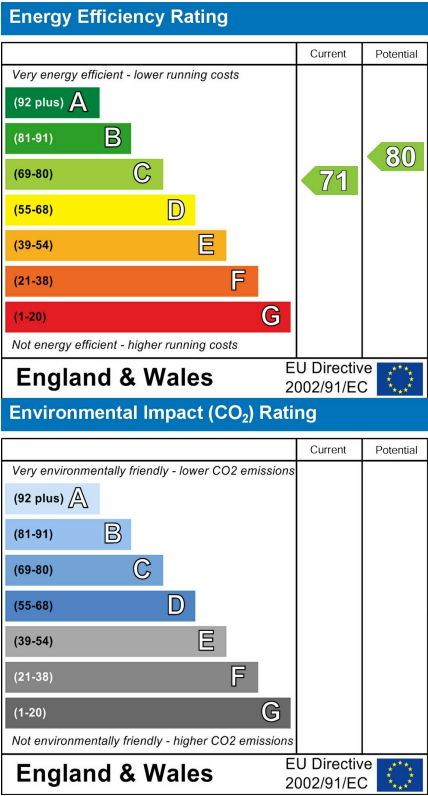 Energy Efficiency Rating
Current Potential
Very energy efficient - lower running costs
(92 plus) A
(81-91) B
(69-80) C
71
80
(55-68) D
(39-54) E
(21-38) F
(1-20) G
Not energy efficient - higher running costs
England & Wales
EU Directive
2002/91/EC
Environmental Impact (CO₂) Rating
Current Potential
Very environmentally friendly - lower CO2 emissions
(92 plus) A
(81-91) B
(69-80) C
(55-68) D
(39-54) E
(21-38) F
(1-20) G
Not environmentally friendly - higher CO2 emissions
England & Wales
EU Directive
2002/91/EC